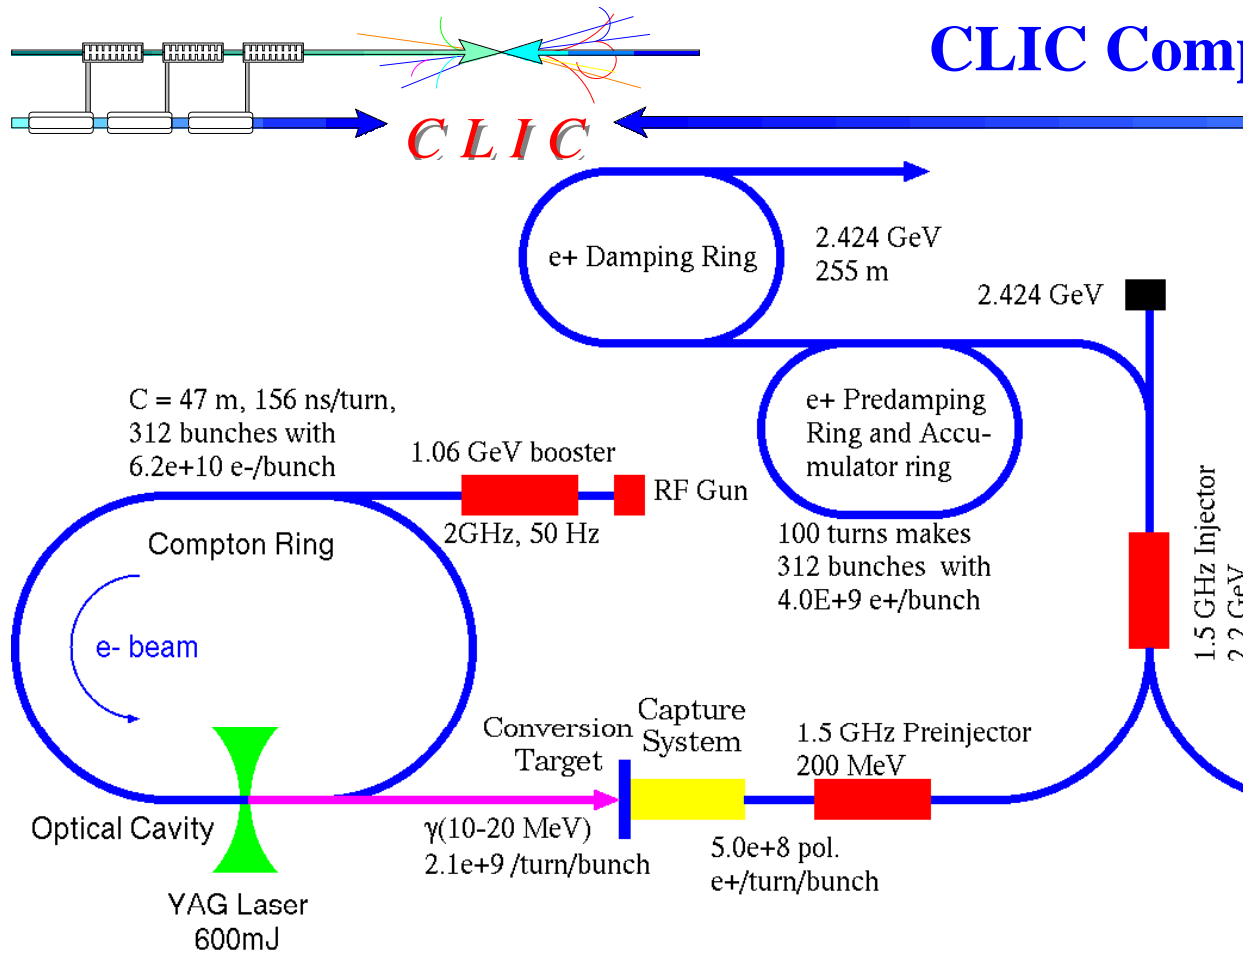 CLIC Comp
C L I C
e+ Damping Ring
2.424 GeV
255 m
2.424 GeV
C = 47 m, 156 ns/turn,
312 bunches with
6.2e+10 e-/bunch
1.06 GeV booster
RF Gun
2GHz, 50 Hz
e+ Predamping
Ring and Accu-
mulator ring
100 turns makes
312 bunches with
4.0E+9 e+/bunch
Compton Ring
e- beam
1.5 GHz Injector
2.2 GeV
Conversion
Target
Capture
System
1.5 GHz Preinjector
200 MeV
Optical Cavity
γ(10-20 MeV)
2.1e+9 /turn/bunch
5.0e+8 pol.
e+/turn/bunch
YAG Laser
600mJ